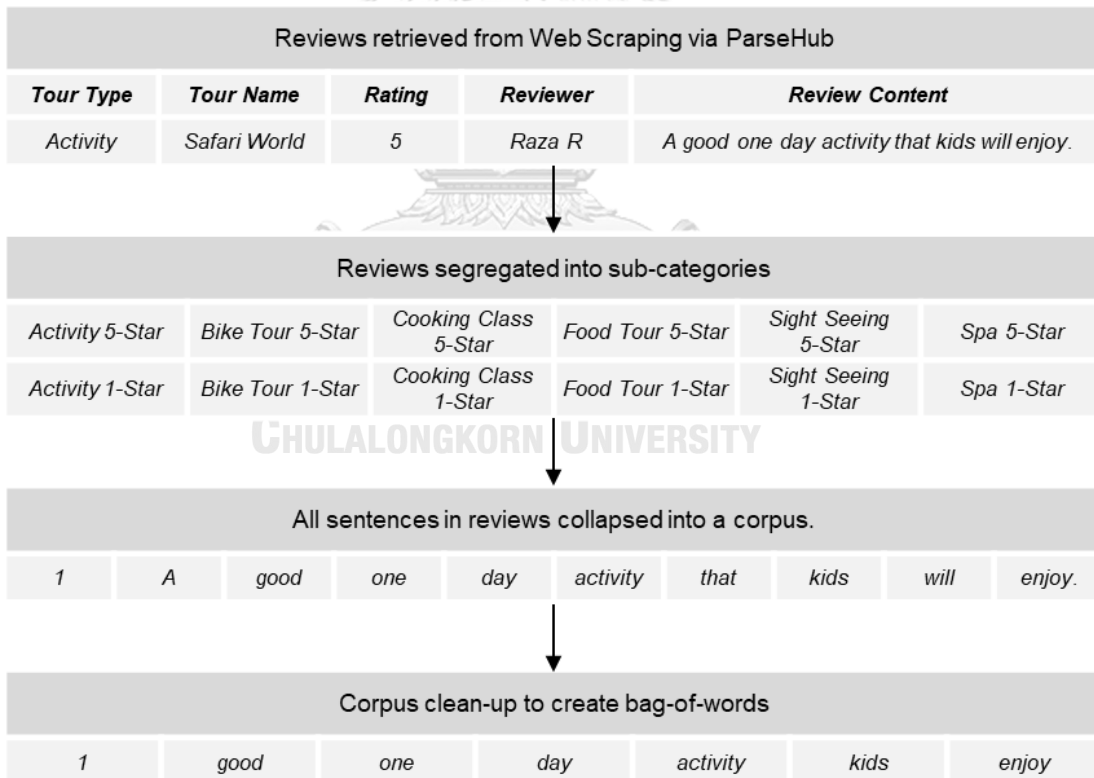 Reviews retrieved from Web Scraping via ParseHub
Tour Type Tour Name Rating Reviewer Review Content
Activity Safari World 5 Raza R A good one day activity that kids will enjoy.
Reviews segregated into sub-categories
Activity 5-Star Bike Tour 5-Star Cooking Class 5-Star Food Tour 5-Star Sight Seeing 5-Star Spa 5-Star
Activity 1-Star Bike Tour 1-Star Cooking Class 1-Star Food Tour 1-Star Sight Seeing 1-Star Spa 1-Star
CHULALONGKORN UNIVERSITY
All sentences in reviews collapsed into a corpus.
1 A good one day activity that kids will enjoy.
Corpus clean-up to create bag-of-words
1 good one day activity kids enjoy